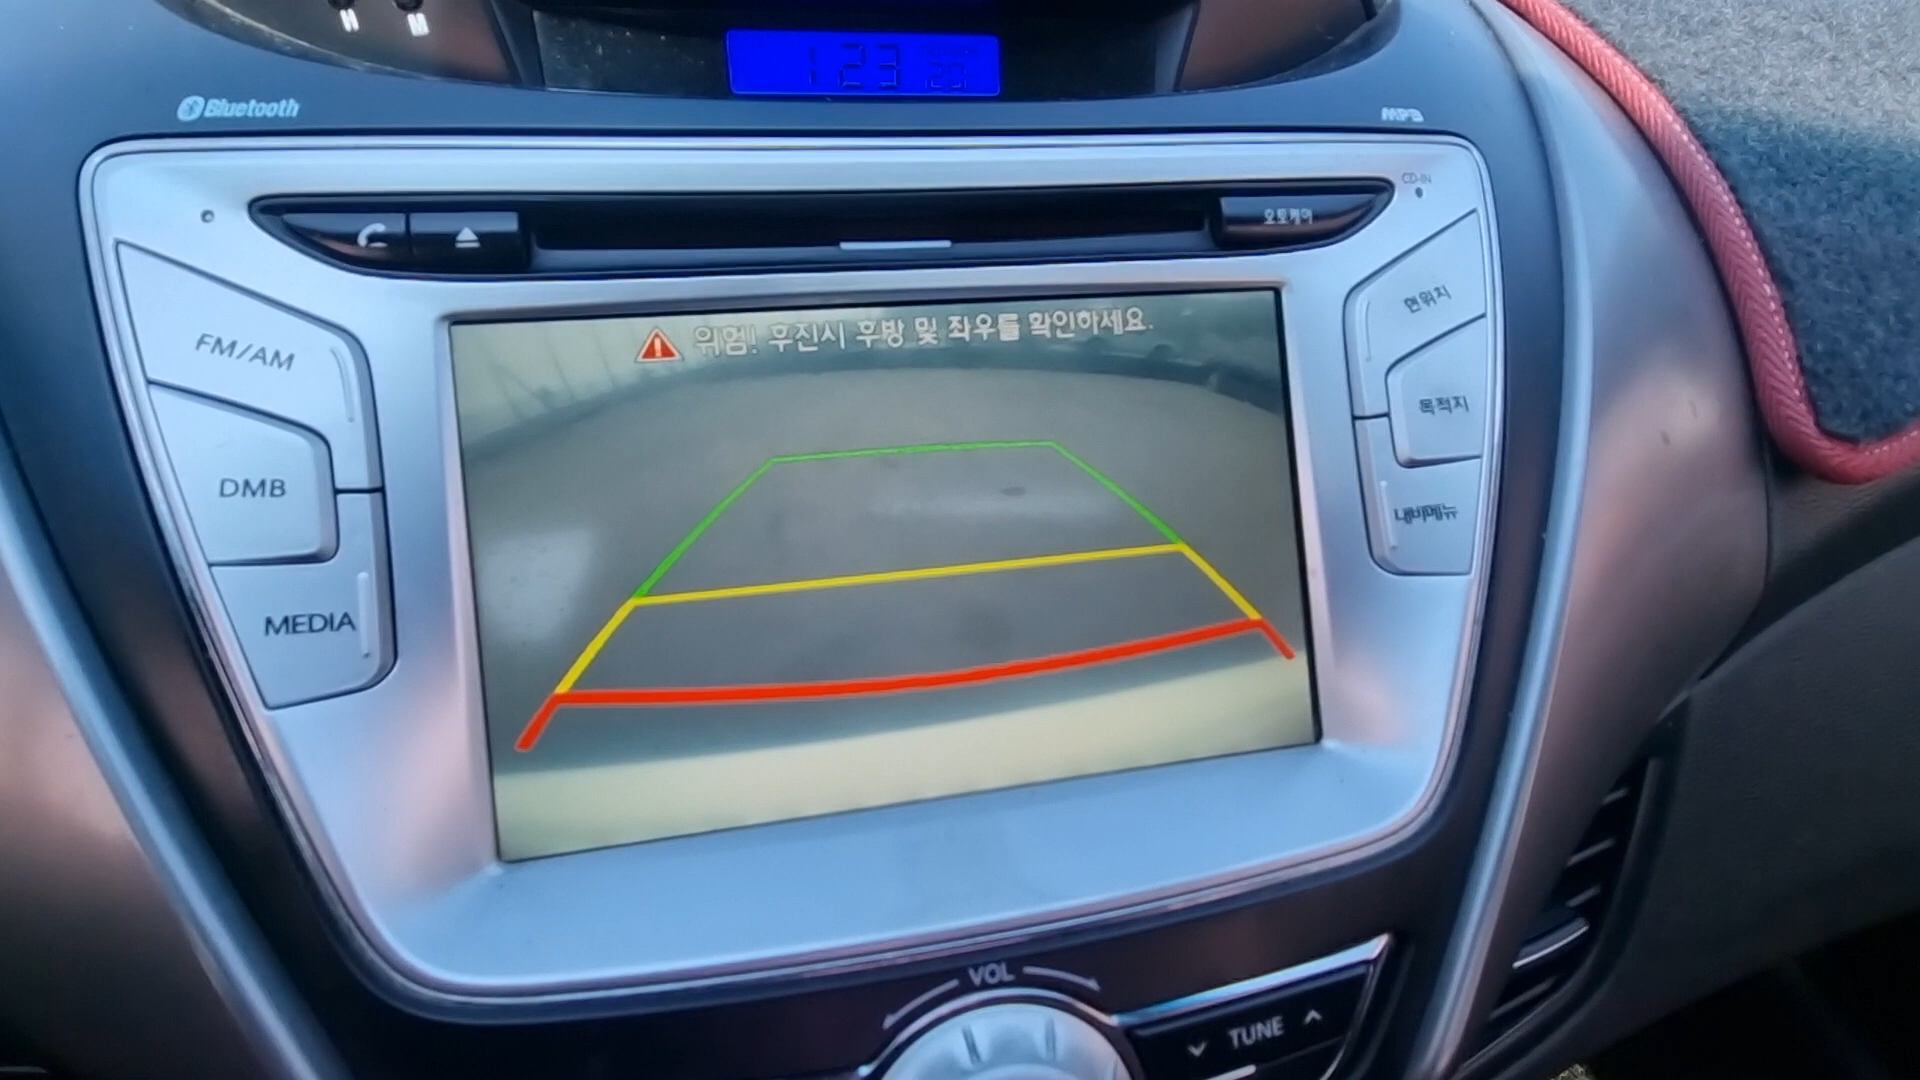 H
M
123
Bluetooth
MP3
CD-IN
오토케어
FM/AM
DMB
MEDIA
위험! 후진시 후방 및 좌우를 확인하세요.
현위치
목적지
내비메뉴
VOL
TUNE